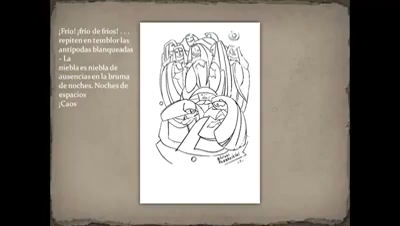 ¡Frío! ¡frío de fríos! . . .
repiten en temblor las
antípodas blanqueadas
- La
niebla es niebla de
ausencias en la bruma
de noches. Noches de
espacios
¡Caos